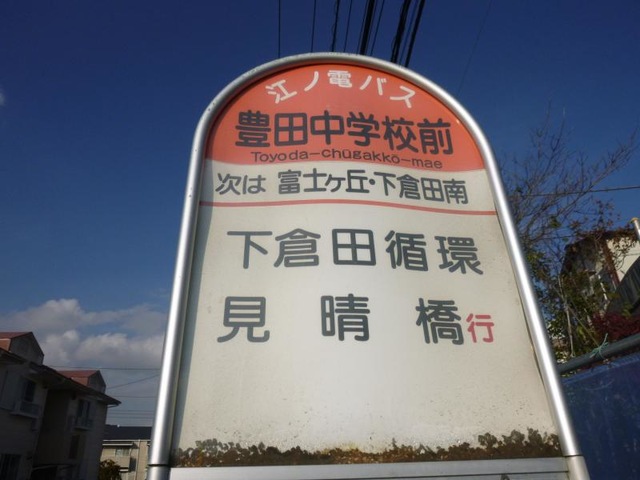 江ノ電バス
豊田中学校前
Toyoda-chūgakkō-mae
次は 富士ヶ丘・下倉田南
下倉田循環
見晴橋行